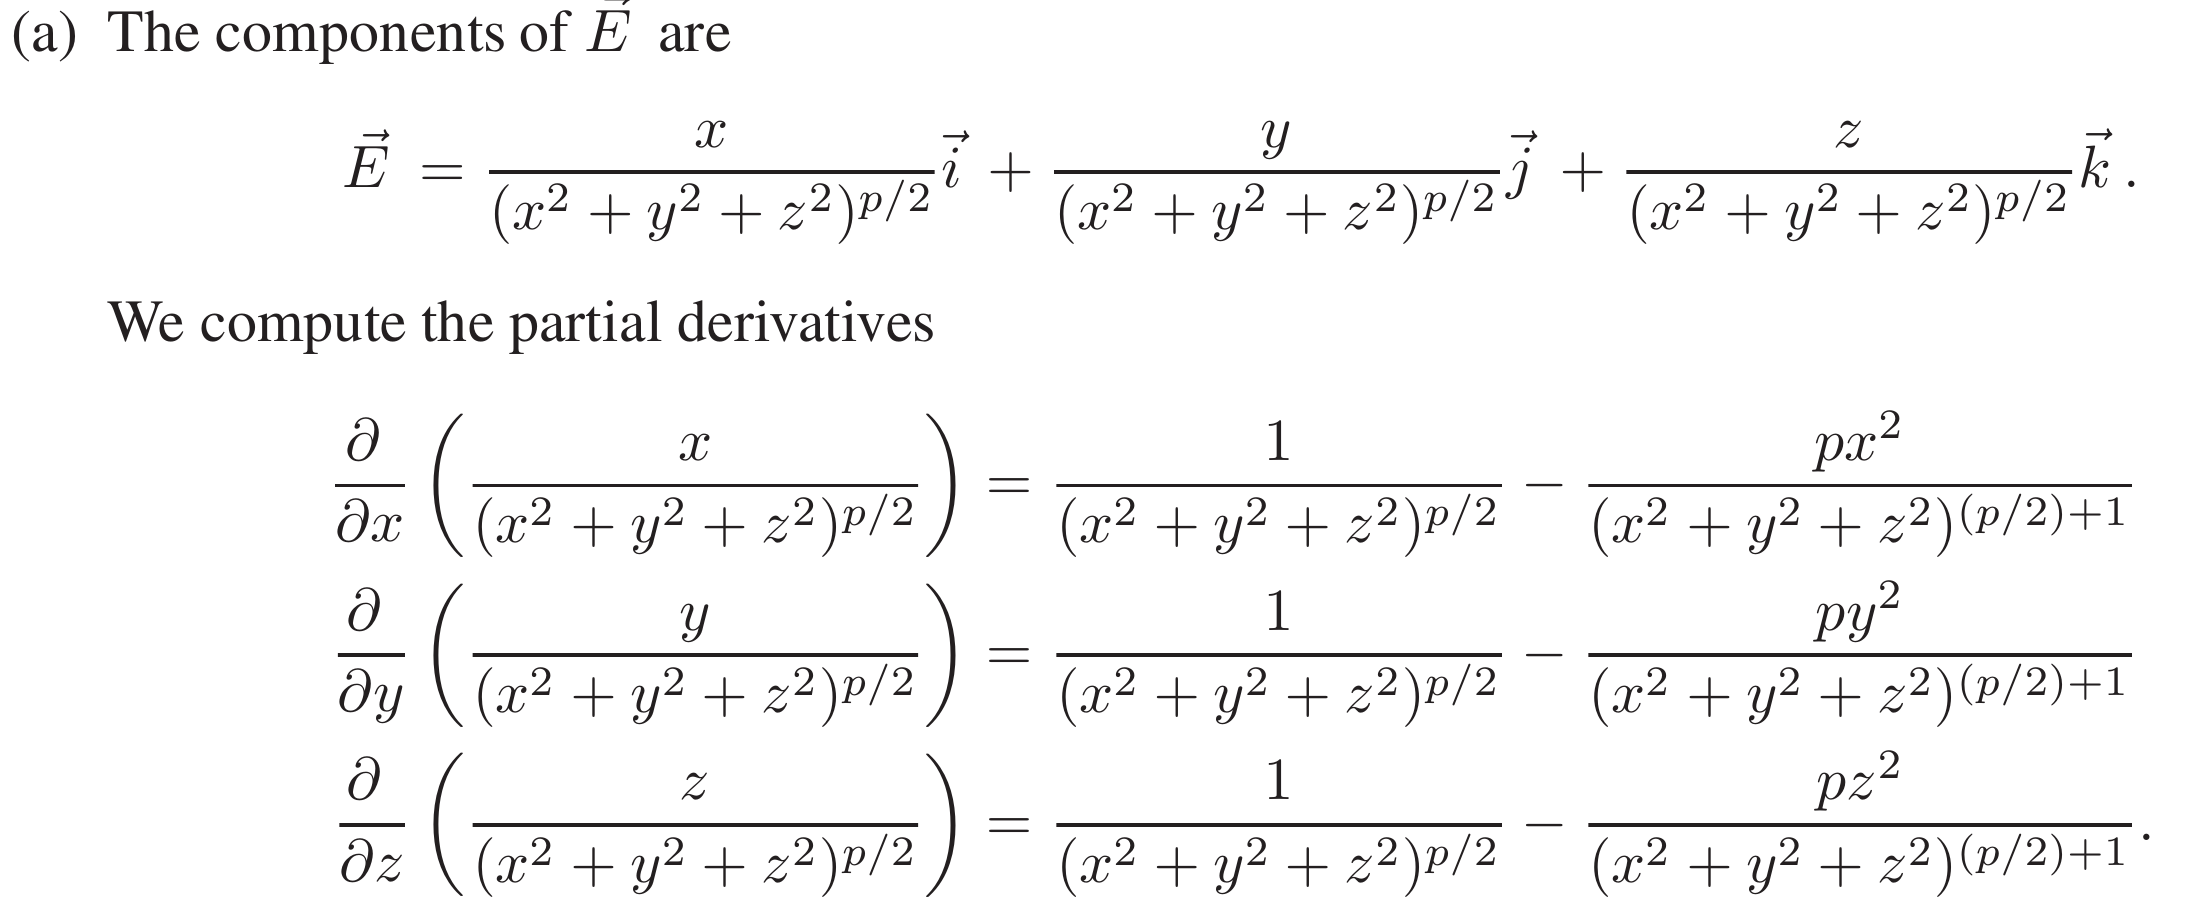 (a) The components of $\vec{E}$ are
$\vec{E} = \frac{x}{(x^2 + y^2 + z^2)^{p/2}}\vec{i} + \frac{y}{(x^2 + y^2 + z^2)^{p/2}}\vec{j} + \frac{z}{(x^2 + y^2 + z^2)^{p/2}}\vec{k}.$
We compute the partial derivatives
$\frac{\partial}{\partial x}\left(\frac{x}{(x^2 + y^2 + z^2)^{p/2}}\right) = \frac{1}{(x^2 + y^2 + z^2)^{p/2}} - \frac{px^2}{(x^2 + y^2 + z^2)^{(p/2)+1}}$
$\frac{\partial}{\partial y}\left(\frac{y}{(x^2 + y^2 + z^2)^{p/2}}\right) = \frac{1}{(x^2 + y^2 + z^2)^{p/2}} - \frac{py^2}{(x^2 + y^2 + z^2)^{(p/2)+1}}$
$\frac{\partial}{\partial z}\left(\frac{z}{(x^2 + y^2 + z^2)^{p/2}}\right) = \frac{1}{(x^2 + y^2 + z^2)^{p/2}} - \frac{pz^2}{(x^2 + y^2 + z^2)^{(p/2)+1}}.$